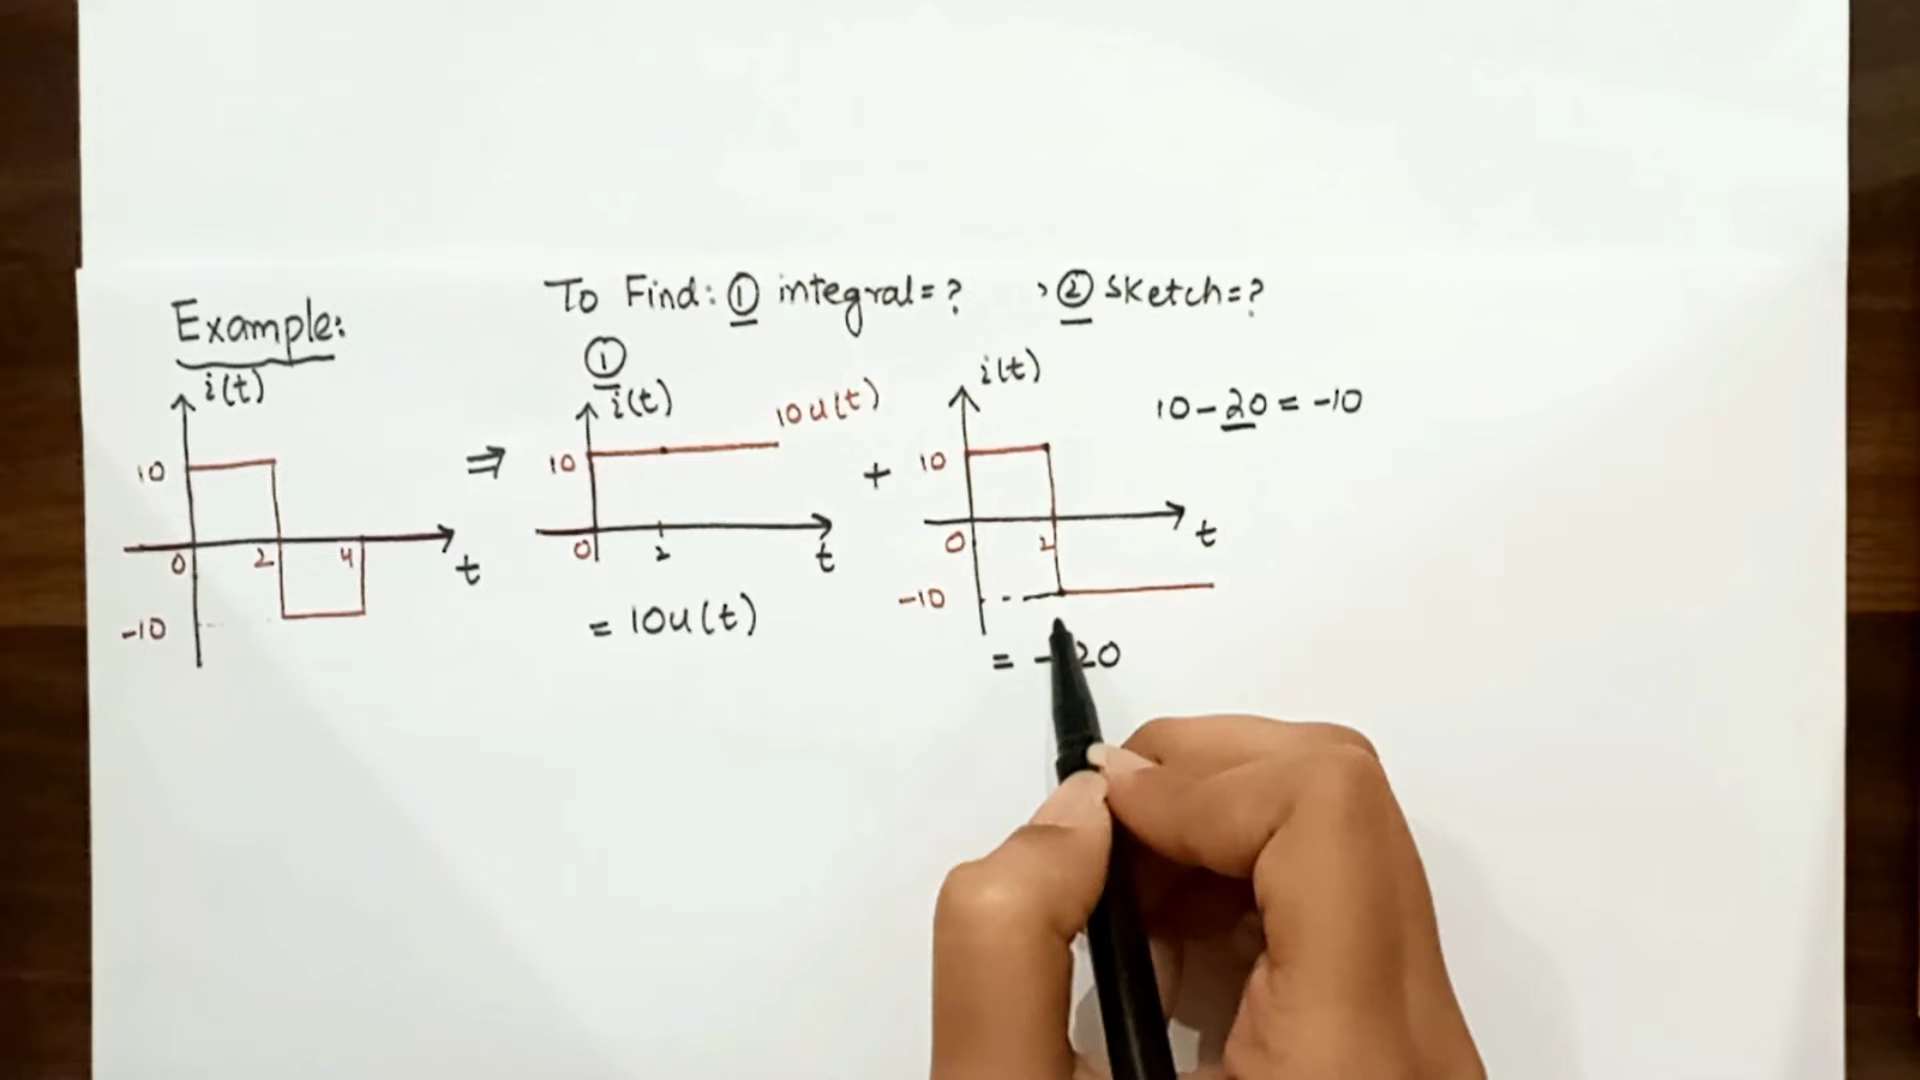 To Find: ① integral=? , ② Sketch=?
Example:
①
i(t)
10
0
2
4
-10
t
⇒
i(t)
10u(t)
10
0
2
t
= 10u(t)
+
i(t)
10
0
2
-10
t
= -20
10-20=-10